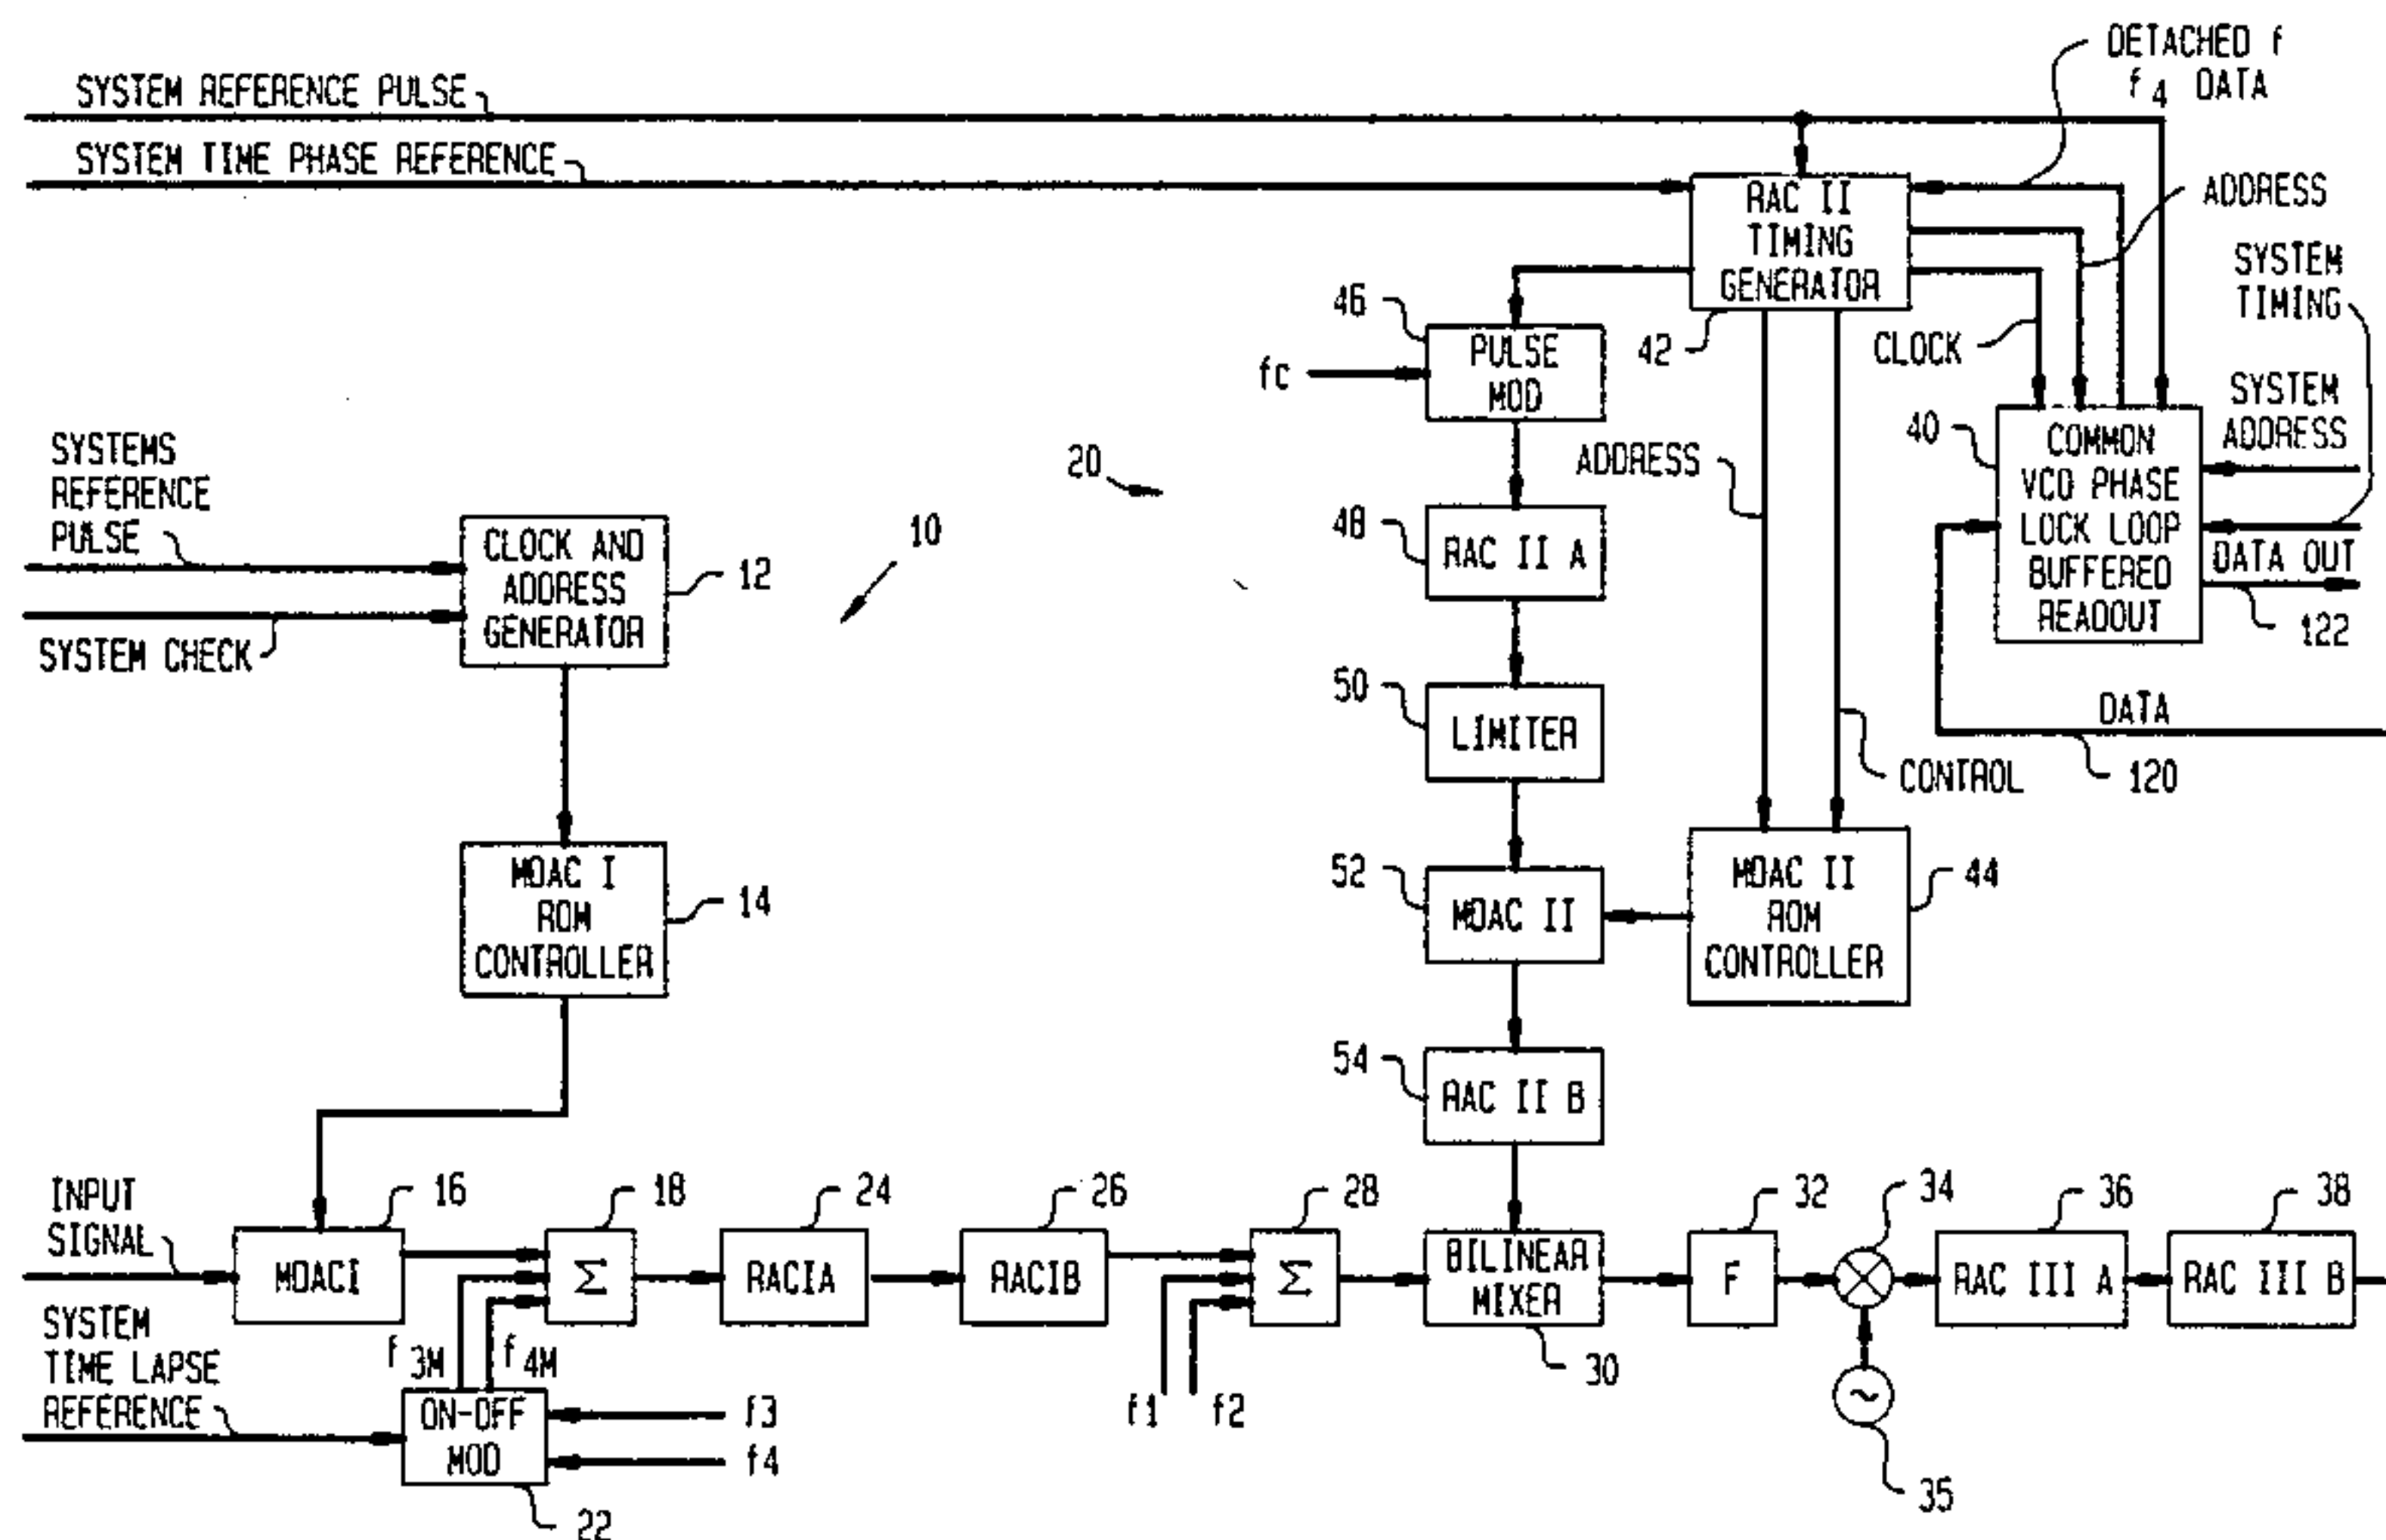 DETACHED f
f4 DATA
SYSTEM REFERENCE PULSE
SYSTEM TIME PHASE REFERENCE
RAC II
TIMING
GENERATOR
42
ADDRESS
SYSTEM
TIMING
CLOCK
SYSTEM
ADDRESS
46
PULSE
MOD
fc
40
COMMON
VCO PHASE
LOCK LOOP
BUFFERED
READOUT
DATA OUT
122
DATA
120
ADDRESS
CONTROL
20
10
SYSTEMS
REFERENCE
PULSE
SYSTEM CHECK
CLOCK AND
ADDRESS
GENERATOR
12
48
RAC II A
50
LIMITER
MDAC I
ROM
CONTROLLER
14
52
MDAC II
MDAC II
ROM
CONTROLLER
44
54
RAC II B
INPUT
SIGNAL
16
MDACI
18
Σ
24
RACIA
26
RACIB
28
Σ
BILINEAR
MIXER
30
32
F
34
36
RAC III A
38
RAC III B
SYSTEM
TIME LAPSE
REFERENCE
f3M
f4M
ON-OFF
MOD
22
f3
f4
f1
f2
35